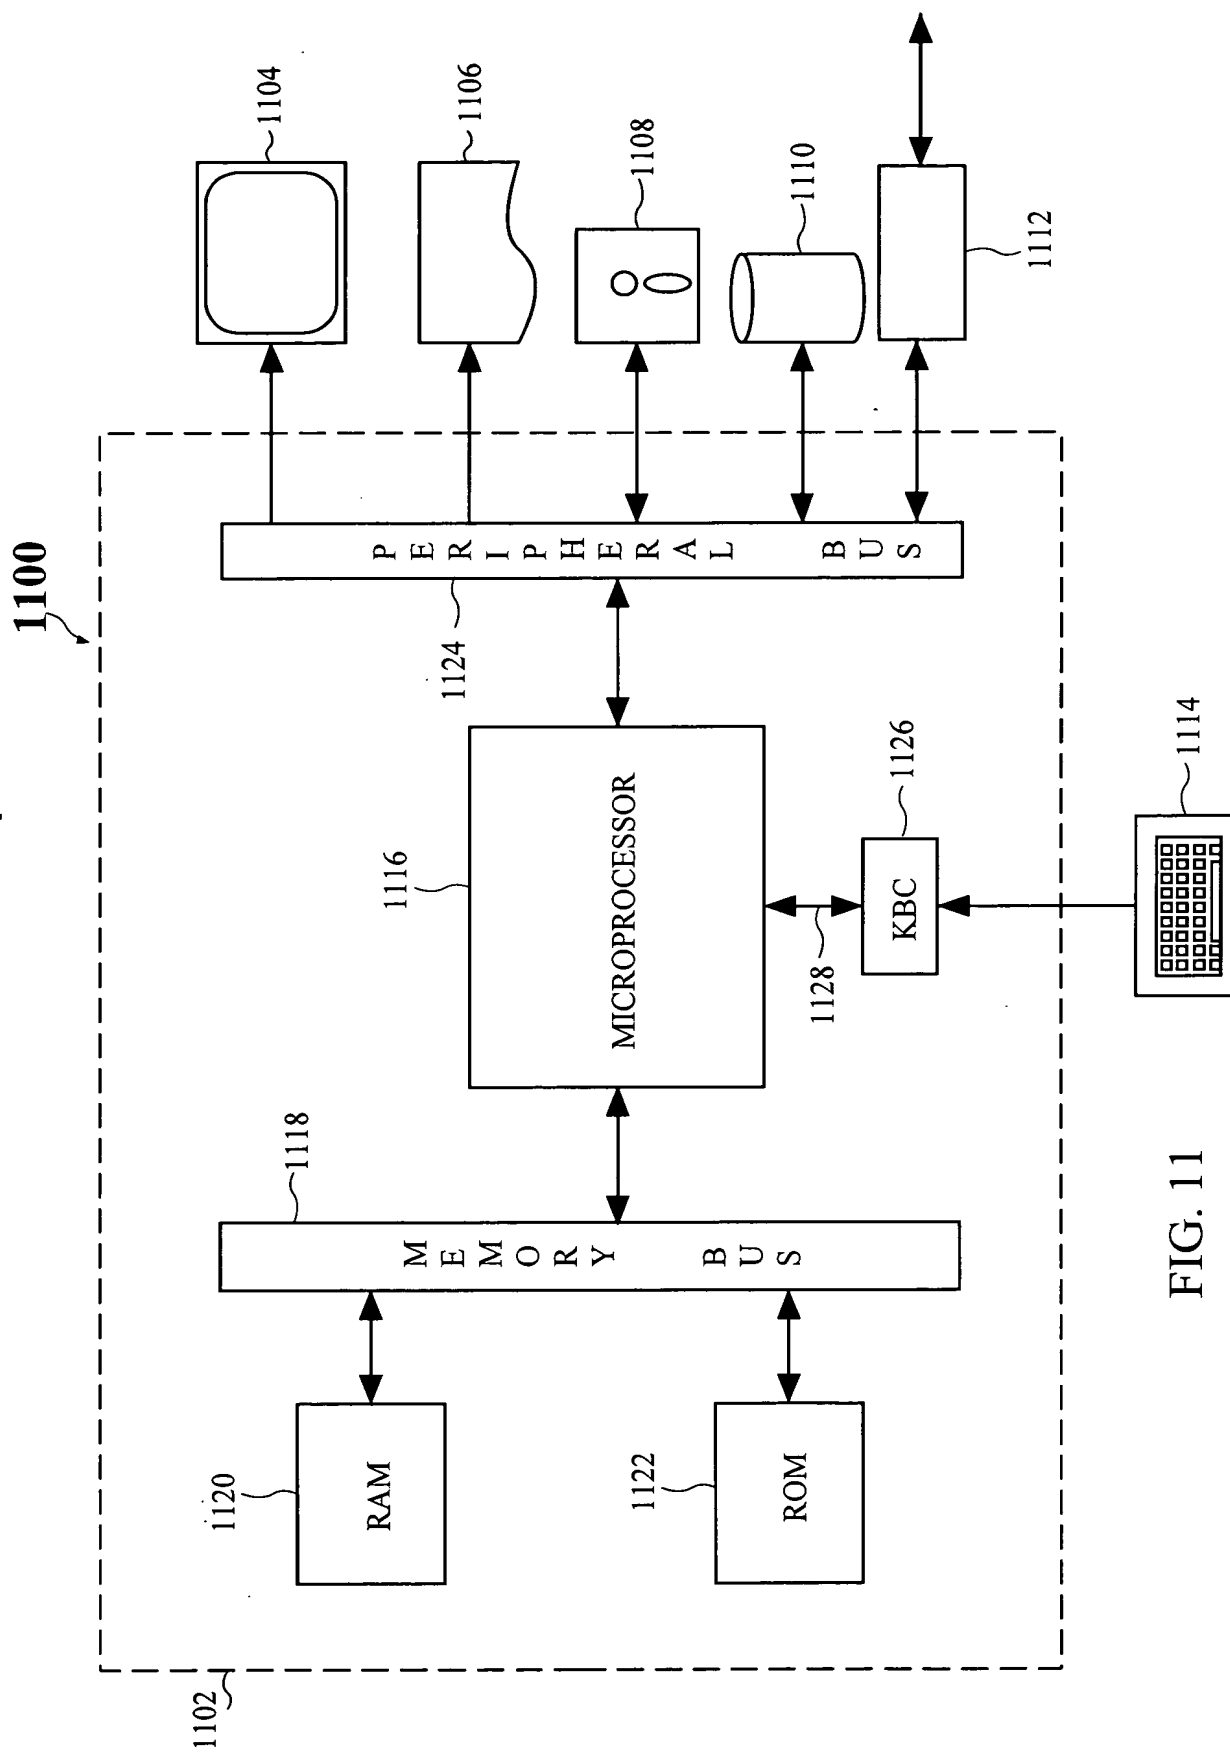 1100
1102
1120
RAM
1122
ROM
1118
MEMORY BUS
1116
MICROPROCESSOR
1128
KBC
1126
1124
PERIPHERAL BUS
1104
1106
1108
1110
1112
1114
FIG. 11